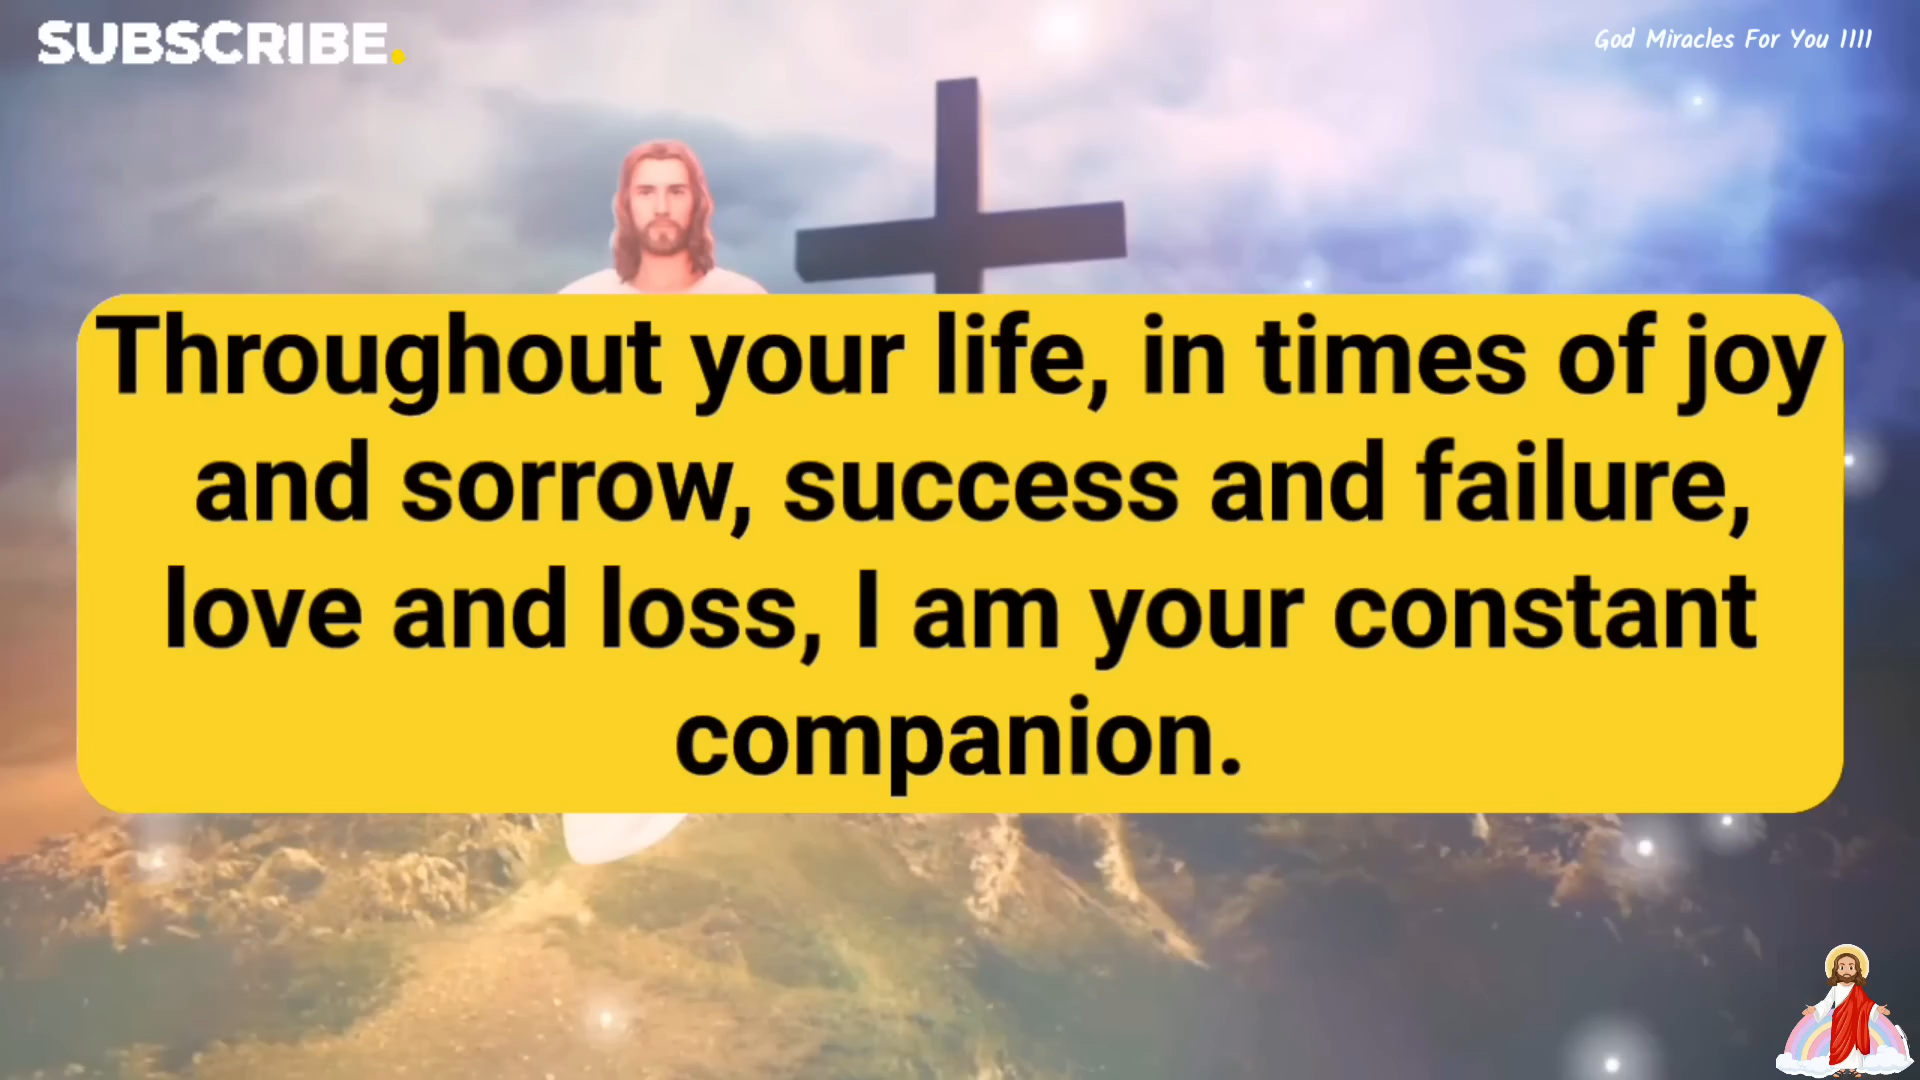 SUBSCRIBE.
God Miracles For You 1111
Throughout your life, in times of joy
and sorrow, success and failure,
love and loss, I am your constant
companion.